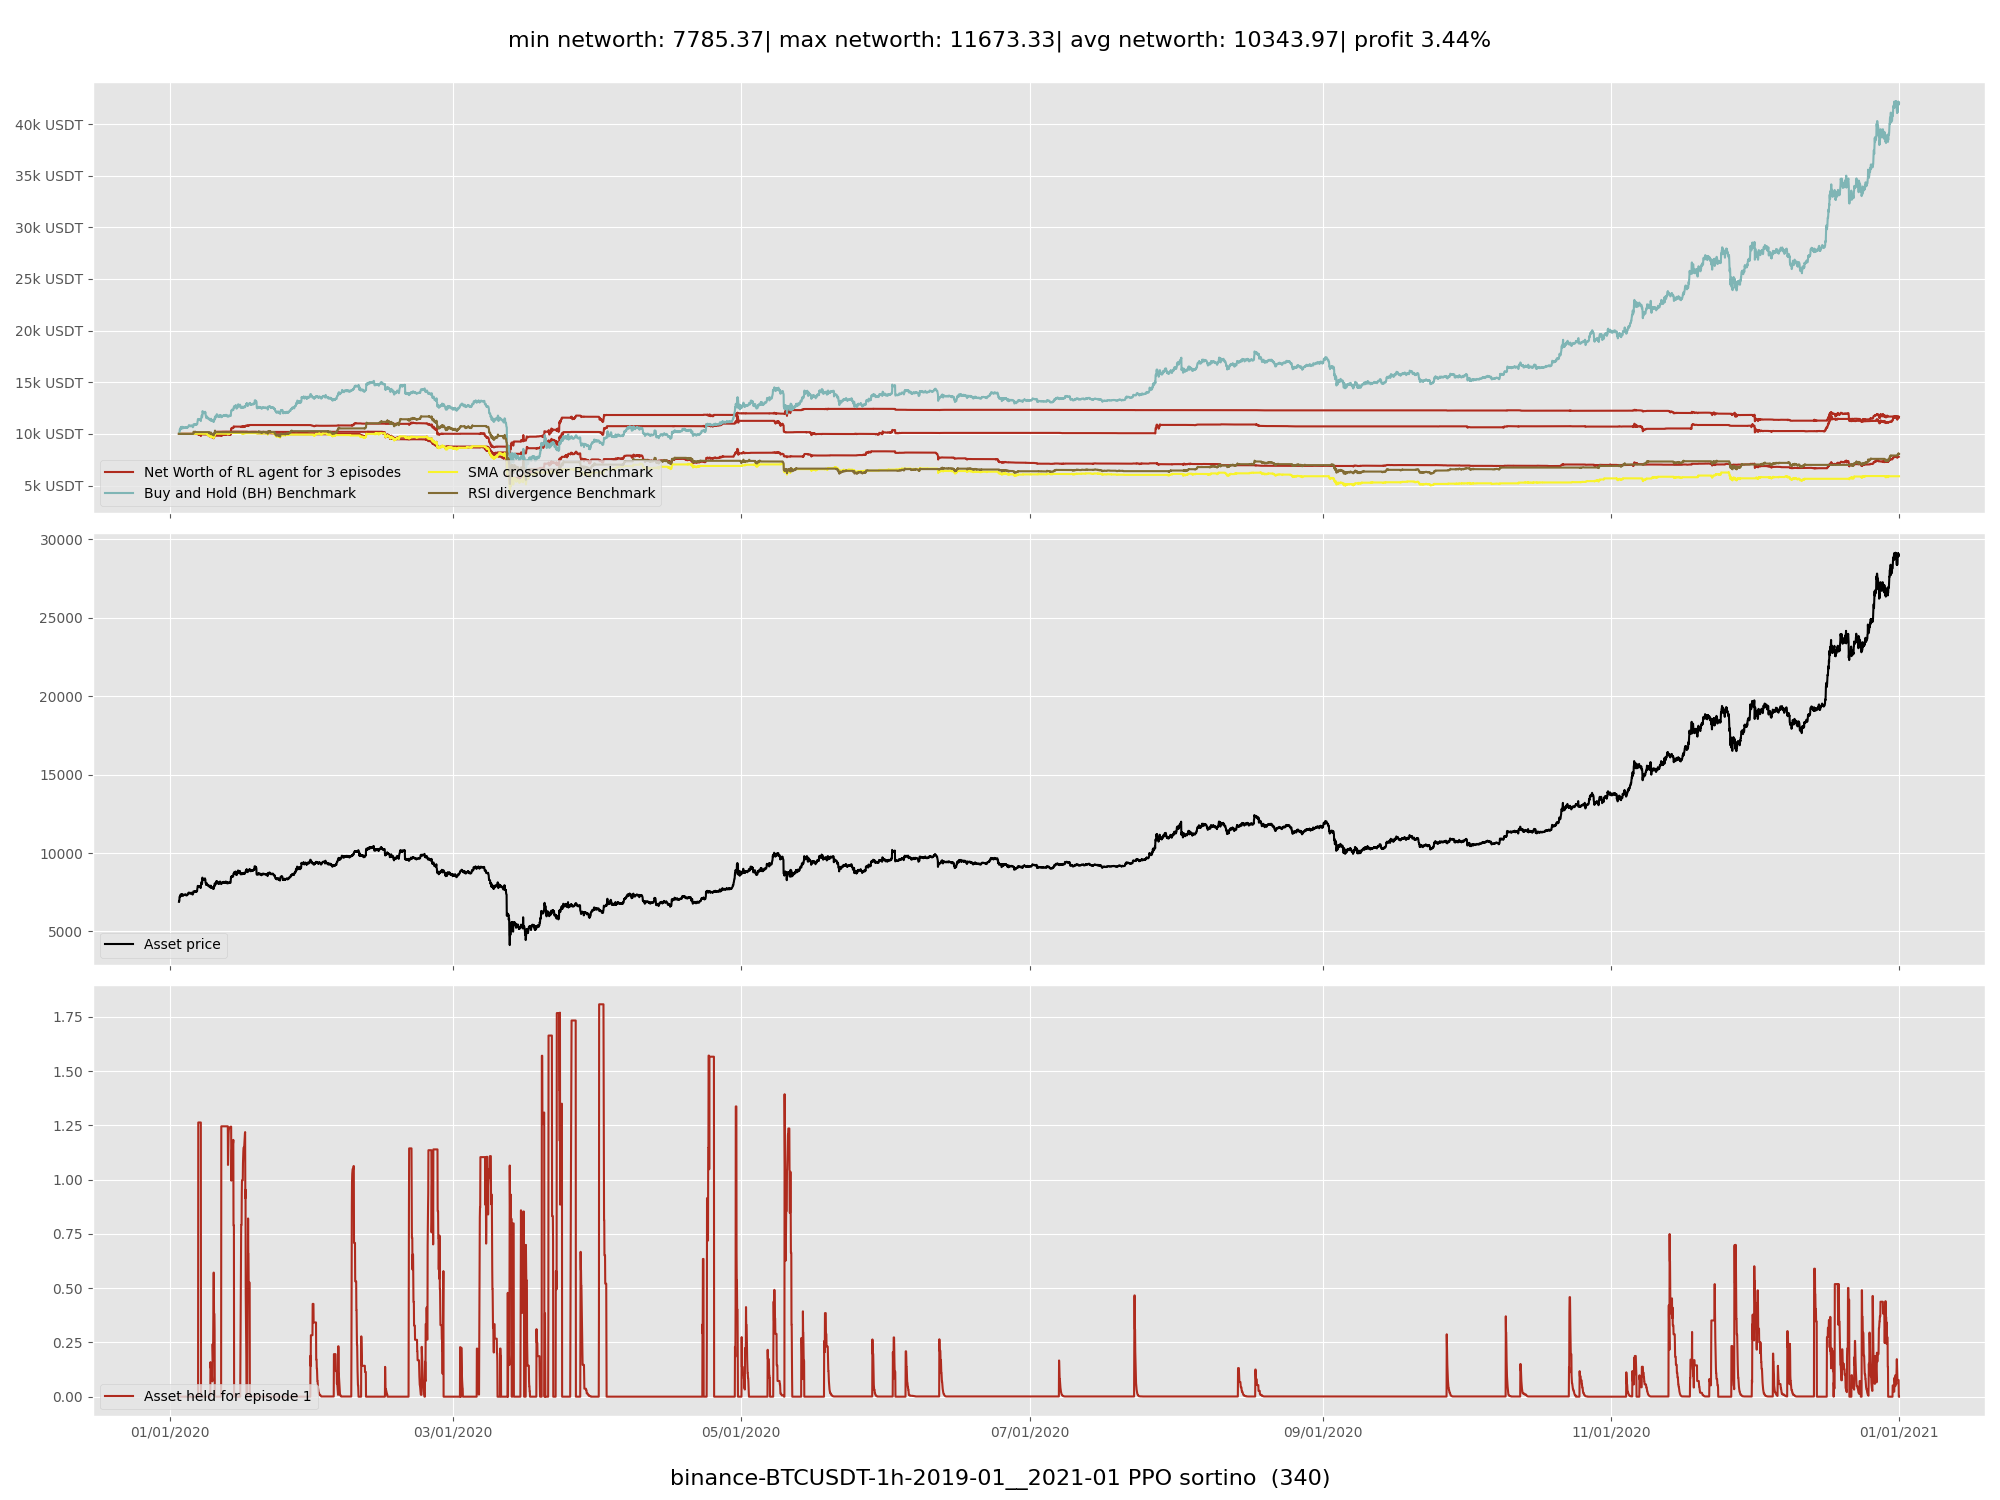 min networth: 7785.37| max networth: 11673.33| avg networth: 10343.97| profit 3.44%
40k USDT
35k USDT
30k USDT
25k USDT
20k USDT
15k USDT
10k USDT
5k USDT
Net Worth of RL agent for 3 episodes
Buy and Hold (BH) Benchmark
SMA crossover Benchmark
RSI divergence Benchmark
30000
25000
20000
15000
10000
5000
Asset price
1.75
1.50
1.25
1.00
0.75
0.50
0.25
0.00
Asset held for episode 1
01/01/2020 03/01/2020 05/01/2020 07/01/2020 09/01/2020 11/01/2020 01/01/2021
binance-BTCUSDT-1h-2019-01__2021-01 PPO sortino (340)